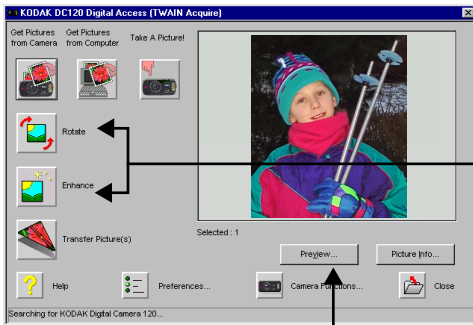 KODAK DC120 Digital Access (TWAIN Acquire)
Get Pictures from Camera
Get Pictures from Computer
Take A Picture!
Rotate
Enhance
Transfer Picture(s)
Selected : 1
Preview...
Picture Info...
Help
Preferences...
Camera Functions...
Close
Searching for KODAK Digital Camera 120...